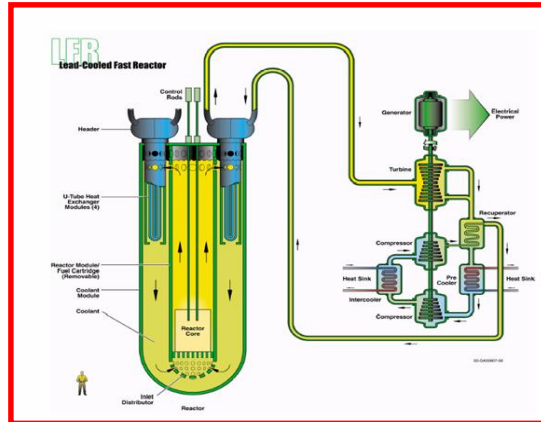 LFR
Lead-Cooled Fast Reactor
Control
Rods
Header
U-Tube Heat
Exchanger
Modules (4)
Reactor Module/
Fuel Cartridge
(Removable)
Coolant
Module
Coolant
Reactor
Core
Inlet
Distributor
Reactor
Generator
Electrical
Power
Turbine
Recuperator
Compressor
Heat Sink
Intercooler
Pre
Cooler
Heat Sink
Compressor